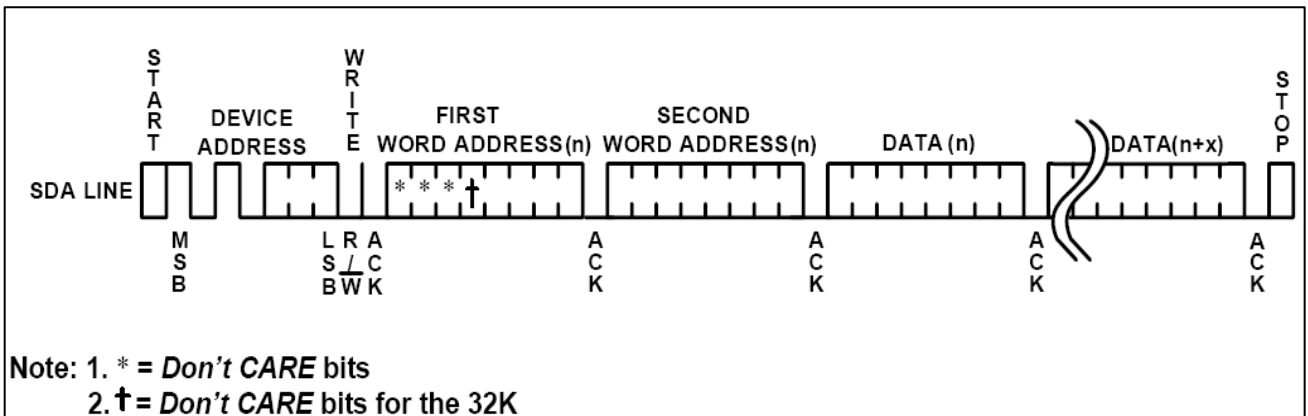 START
WRITE
STOP
DEVICE
ADDRESS
FIRST
WORD ADDRESS(n)
SECOND
WORD ADDRESS(n)
DATA (n)
DATA(n+x)
SDA LINE
* * * †
MSB
LSB
R/W
ACK
ACK
ACK
ACK
ACK
Note: 1. * = Don't CARE bits
2. † = Don't CARE bits for the 32K